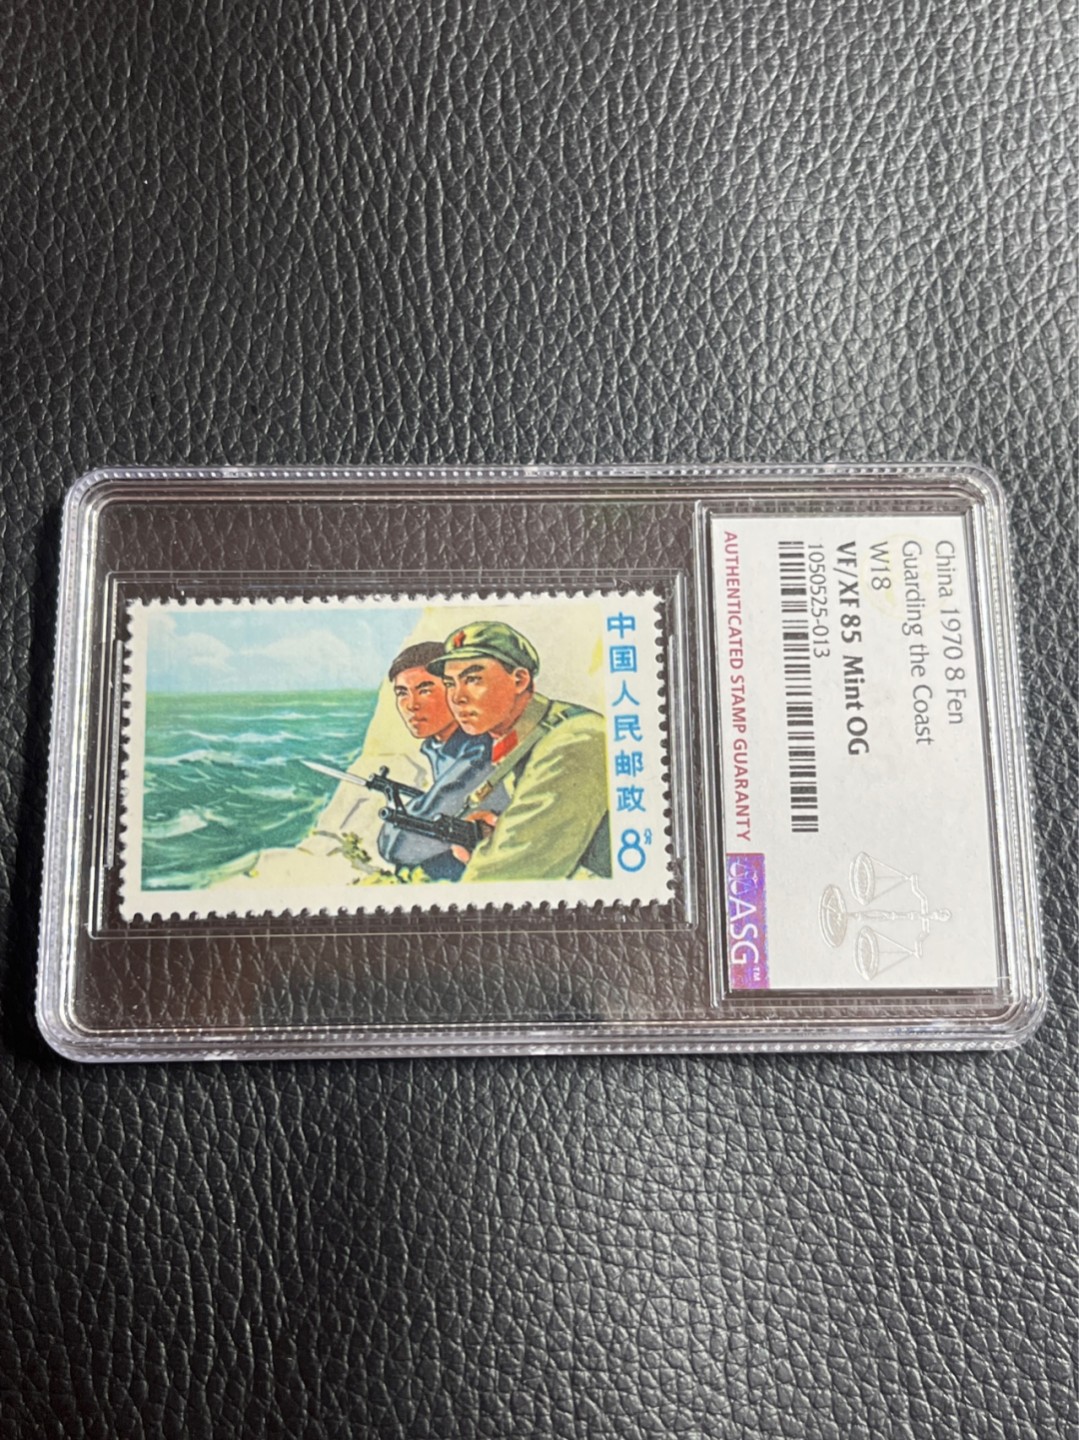 中国人民邮政
8分
China 1970 8 Fen
Guarding the Coast
W18
VF/XF 85 Mint OG
1050525-013
AUTHENTICATED STAMP GUARANTY
ASG™